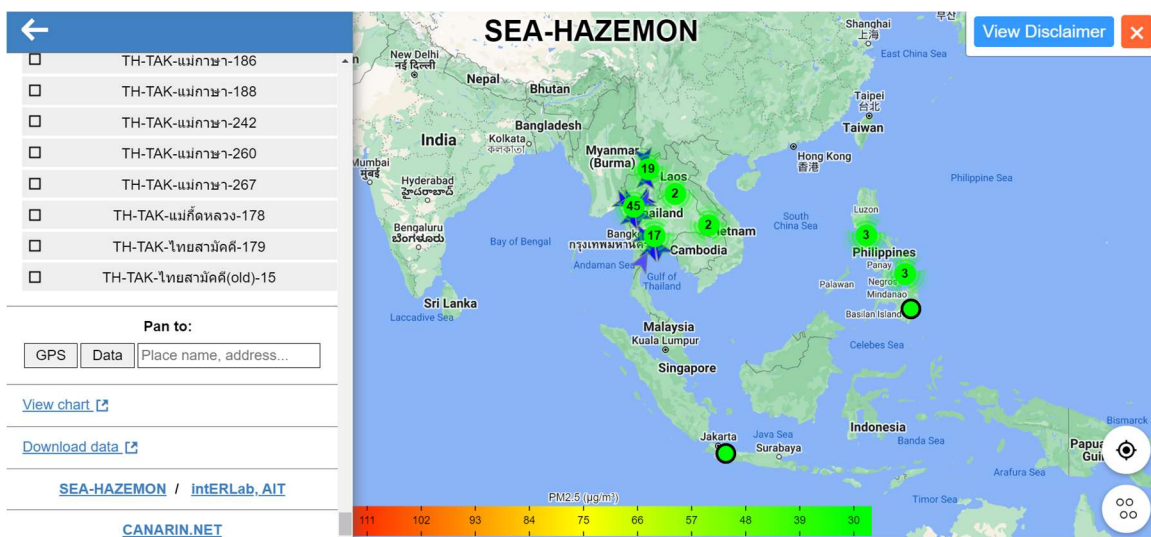 TH-TAK-แม่กาษา-186
TH-TAK-แม่กาษา-188
TH-TAK-แม่กาษา-242
TH-TAK-แม่กาษา-260
TH-TAK-แม่กาษา-267
TH-TAK-แม่กึ้ดหลวง-178
TH-TAK-ไทยสามัคคี-179
TH-TAK-ไทยสามัคคี(old)-15
Pan to:
GPS Data Place name, address...
View chart
Download data
SEA-HAZEMON / intERLab, AIT
CANARIN.NET
SEA-HAZEMON
View Disclaimer
Shanghai
上海
East China Sea
New Delhi
नई दिल्ली
Nepal
Bhutan
Taipei
台北
Taiwan
Bangladesh
India
Kolkata
কলকাতা
Myanmar
(Burma)
19
Laos
Hong Kong
香港
Mumbai
मुंबई
Hyderabad
హైదరాబాద్
2
Philippine Sea
45
ailand
South
China Sea
Luzon
Bengaluru
ಬೆಂಗಳೂರು
Bay of Bengal
Bangk
กรุงเทพมหานค
17
2
etnam
Cambodia
3
Philippines
Andaman Sea
Gulf of
Thailand
Panay
Palawan
Negros
3
Mindanao
Sri Lanka
Laccadive Sea
Basilan Island
Malaysia
Kuala Lumpur
Celebes Sea
Singapore
Indonesia
Bismarck
Jakarta
Java Sea
Surabaya
Banda Sea
Papua
Gui
Arafura Sea
Timor Sea
PM2.5 (µg/m³)
111 102 93 84 75 66 57 48 39 30